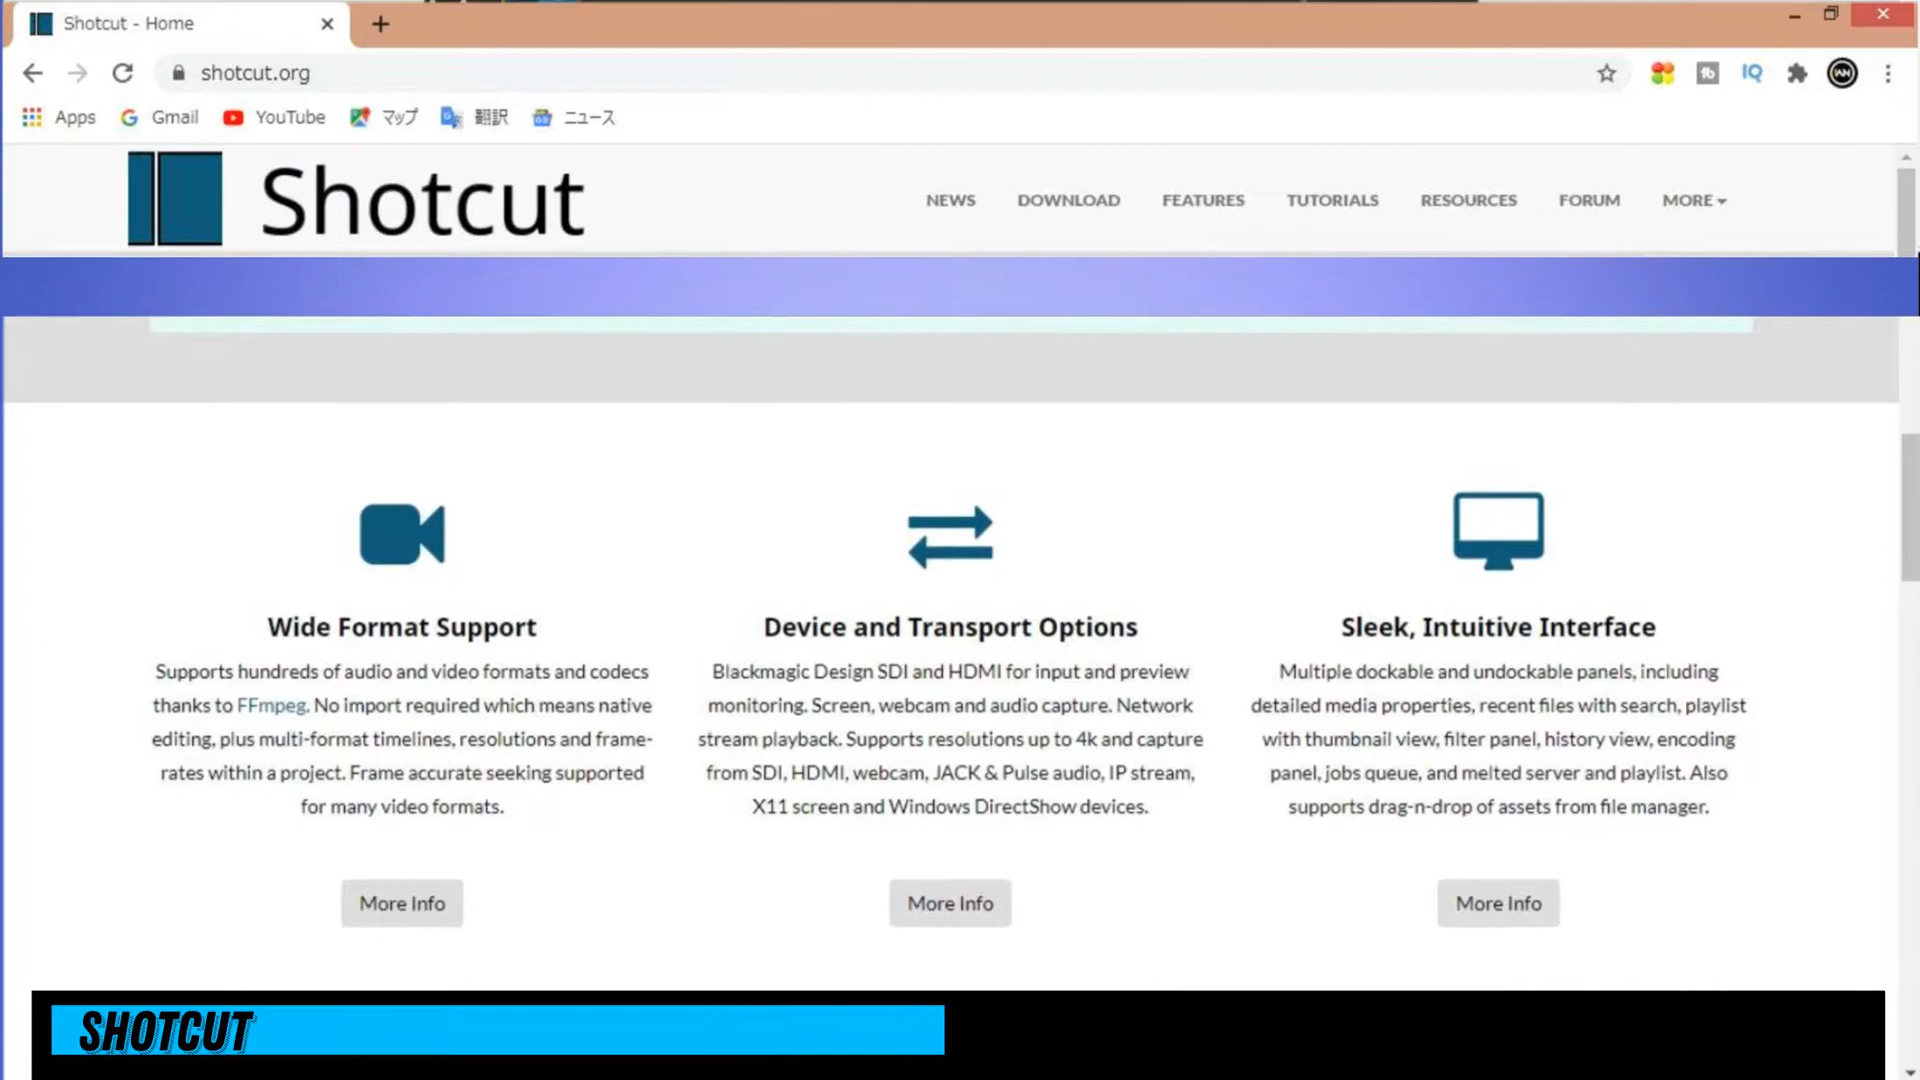 Shotcut - Home
shotcut.org
Apps Gmail YouTube マップ 翻訳 ニュース
Shotcut NEWS DOWNLOAD FEATURES TUTORIALS RESOURCES FORUM MORE
Wide Format Support
Supports hundreds of audio and video formats and codecs
thanks to FFmpeg. No import required which means native
editing, plus multi-format timelines, resolutions and frame-
rates within a project. Frame accurate seeking supported
for many video formats.
More Info
Device and Transport Options
Blackmagic Design SDI and HDMI for input and preview
monitoring. Screen, webcam and audio capture. Network
stream playback. Supports resolutions up to 4k and capture
from SDI, HDMI, webcam, JACK & Pulse audio, IP stream,
X11 screen and Windows DirectShow devices.
More Info
Sleek, Intuitive Interface
Multiple dockable and undockable panels, including
detailed media properties, recent files with search, playlist
with thumbnail view, filter panel, history view, encoding
panel, jobs queue, and melted server and playlist. Also
supports drag-n-drop of assets from file manager.
More Info
SHOTCUT